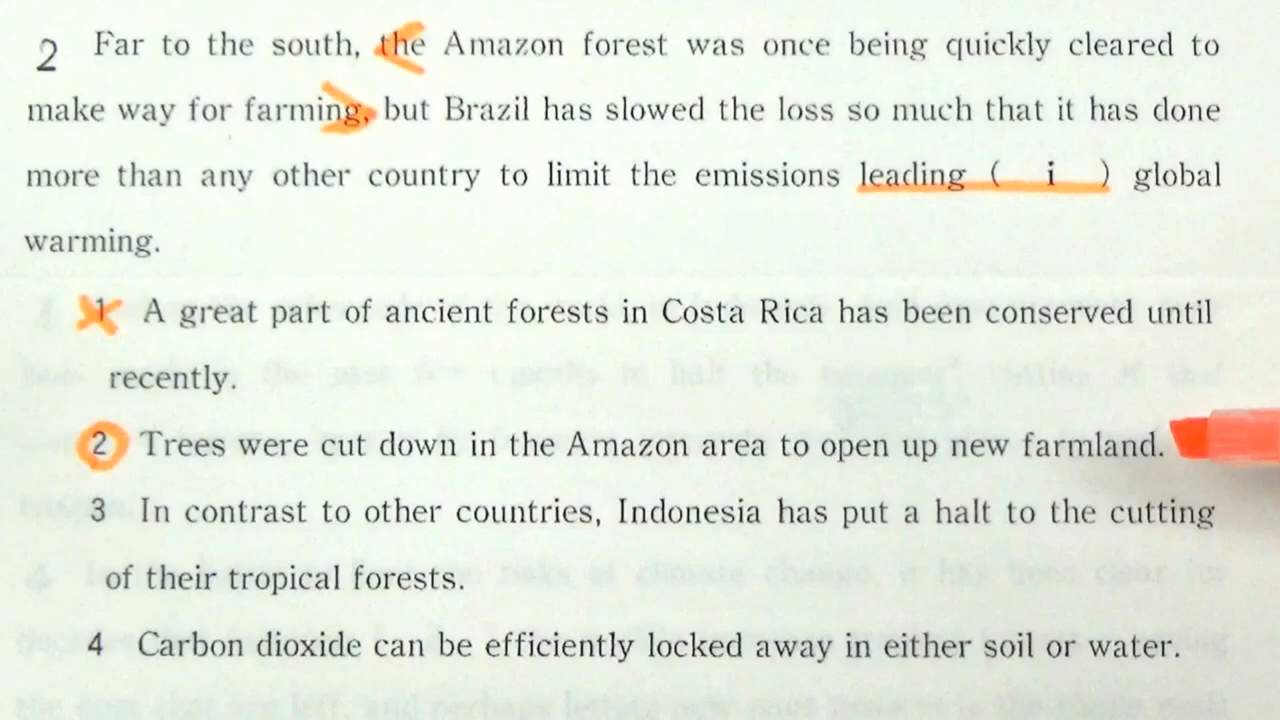 2 Far to the south, the Amazon forest was once being quickly cleared to
make way for farming, but Brazil has slowed the loss so much that it has done
more than any other country to limit the emissions leading ( i ) global
warming.
1 A great part of ancient forests in Costa Rica has been conserved until
recently.
2 Trees were cut down in the Amazon area to open up new farmland.
3 In contrast to other countries, Indonesia has put a halt to the cutting
of their tropical forests.
4 Carbon dioxide can be efficiently locked away in either soil or water.